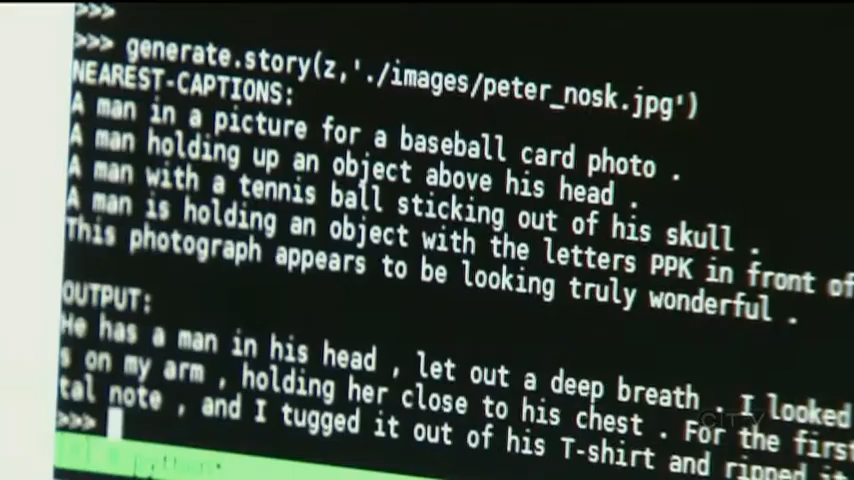 >>>
>>> generate.story(z,'./images/peter_nosk.jpg')
NEAREST-CAPTIONS:
A man in a picture for a baseball card photo .
A man holding up an object above his head .
A man with a tennis ball sticking out of his skull .
A man is holding an object with the letters PPK in front of
This photograph appears to be looking truly wonderful .
OUTPUT:
He has a man in his head , let out a deep breath . I looked
s on my arm , holding her close to his chest . For the first
tal note , and I tugged it out of his T-shirt and ripped it
>>>
CITY